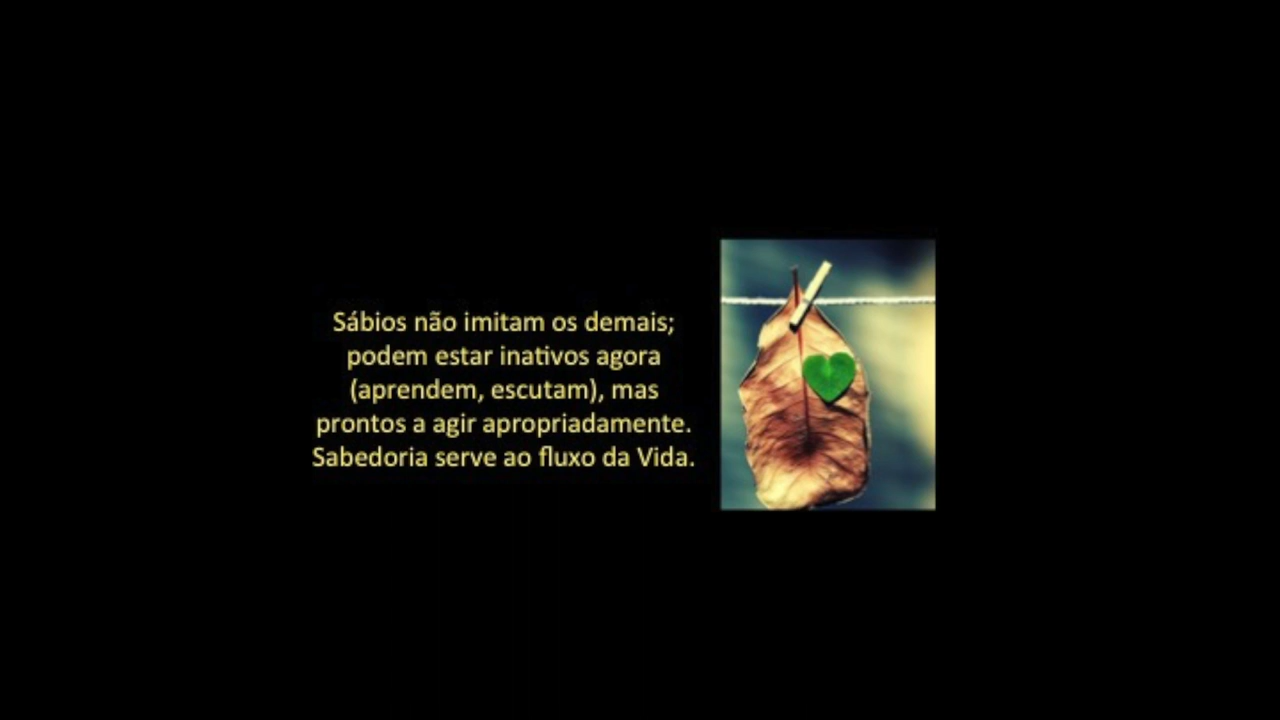 Sábios não imitam os demais;
podem estar inativos agora
(aprendem, escutam), mas
prontos a agir apropriadamente.
Sabedoria serve ao fluxo da Vida.